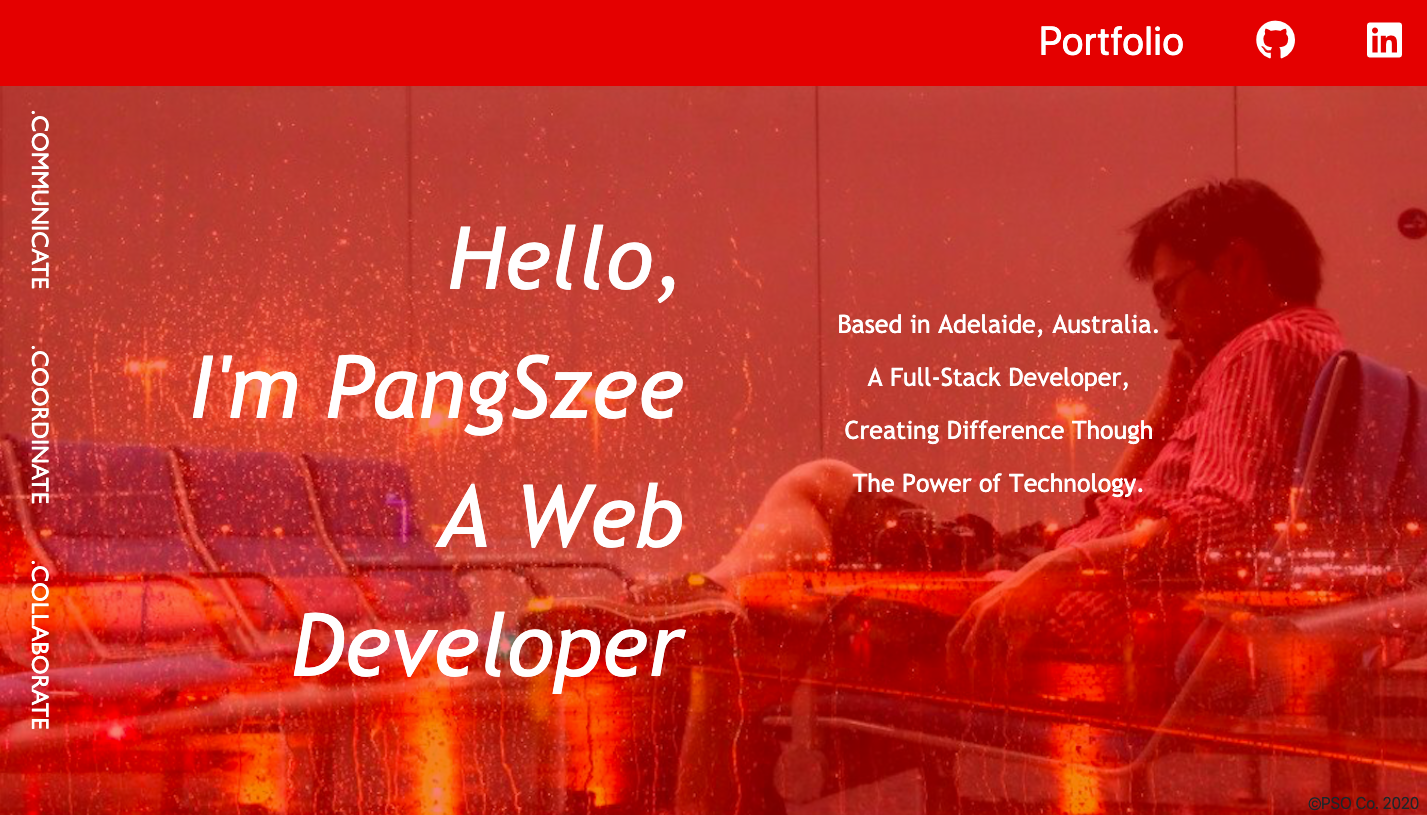 Portfolio
in
.COMMUNICATE
.COORDINATE
.COLLABORATE
Hello,
I'm PangSzee
A Web
Developer
Based in Adelaide, Australia.
A Full-Stack Developer,
Creating Difference Though
The Power of Technology.
©PSO Co. 2020